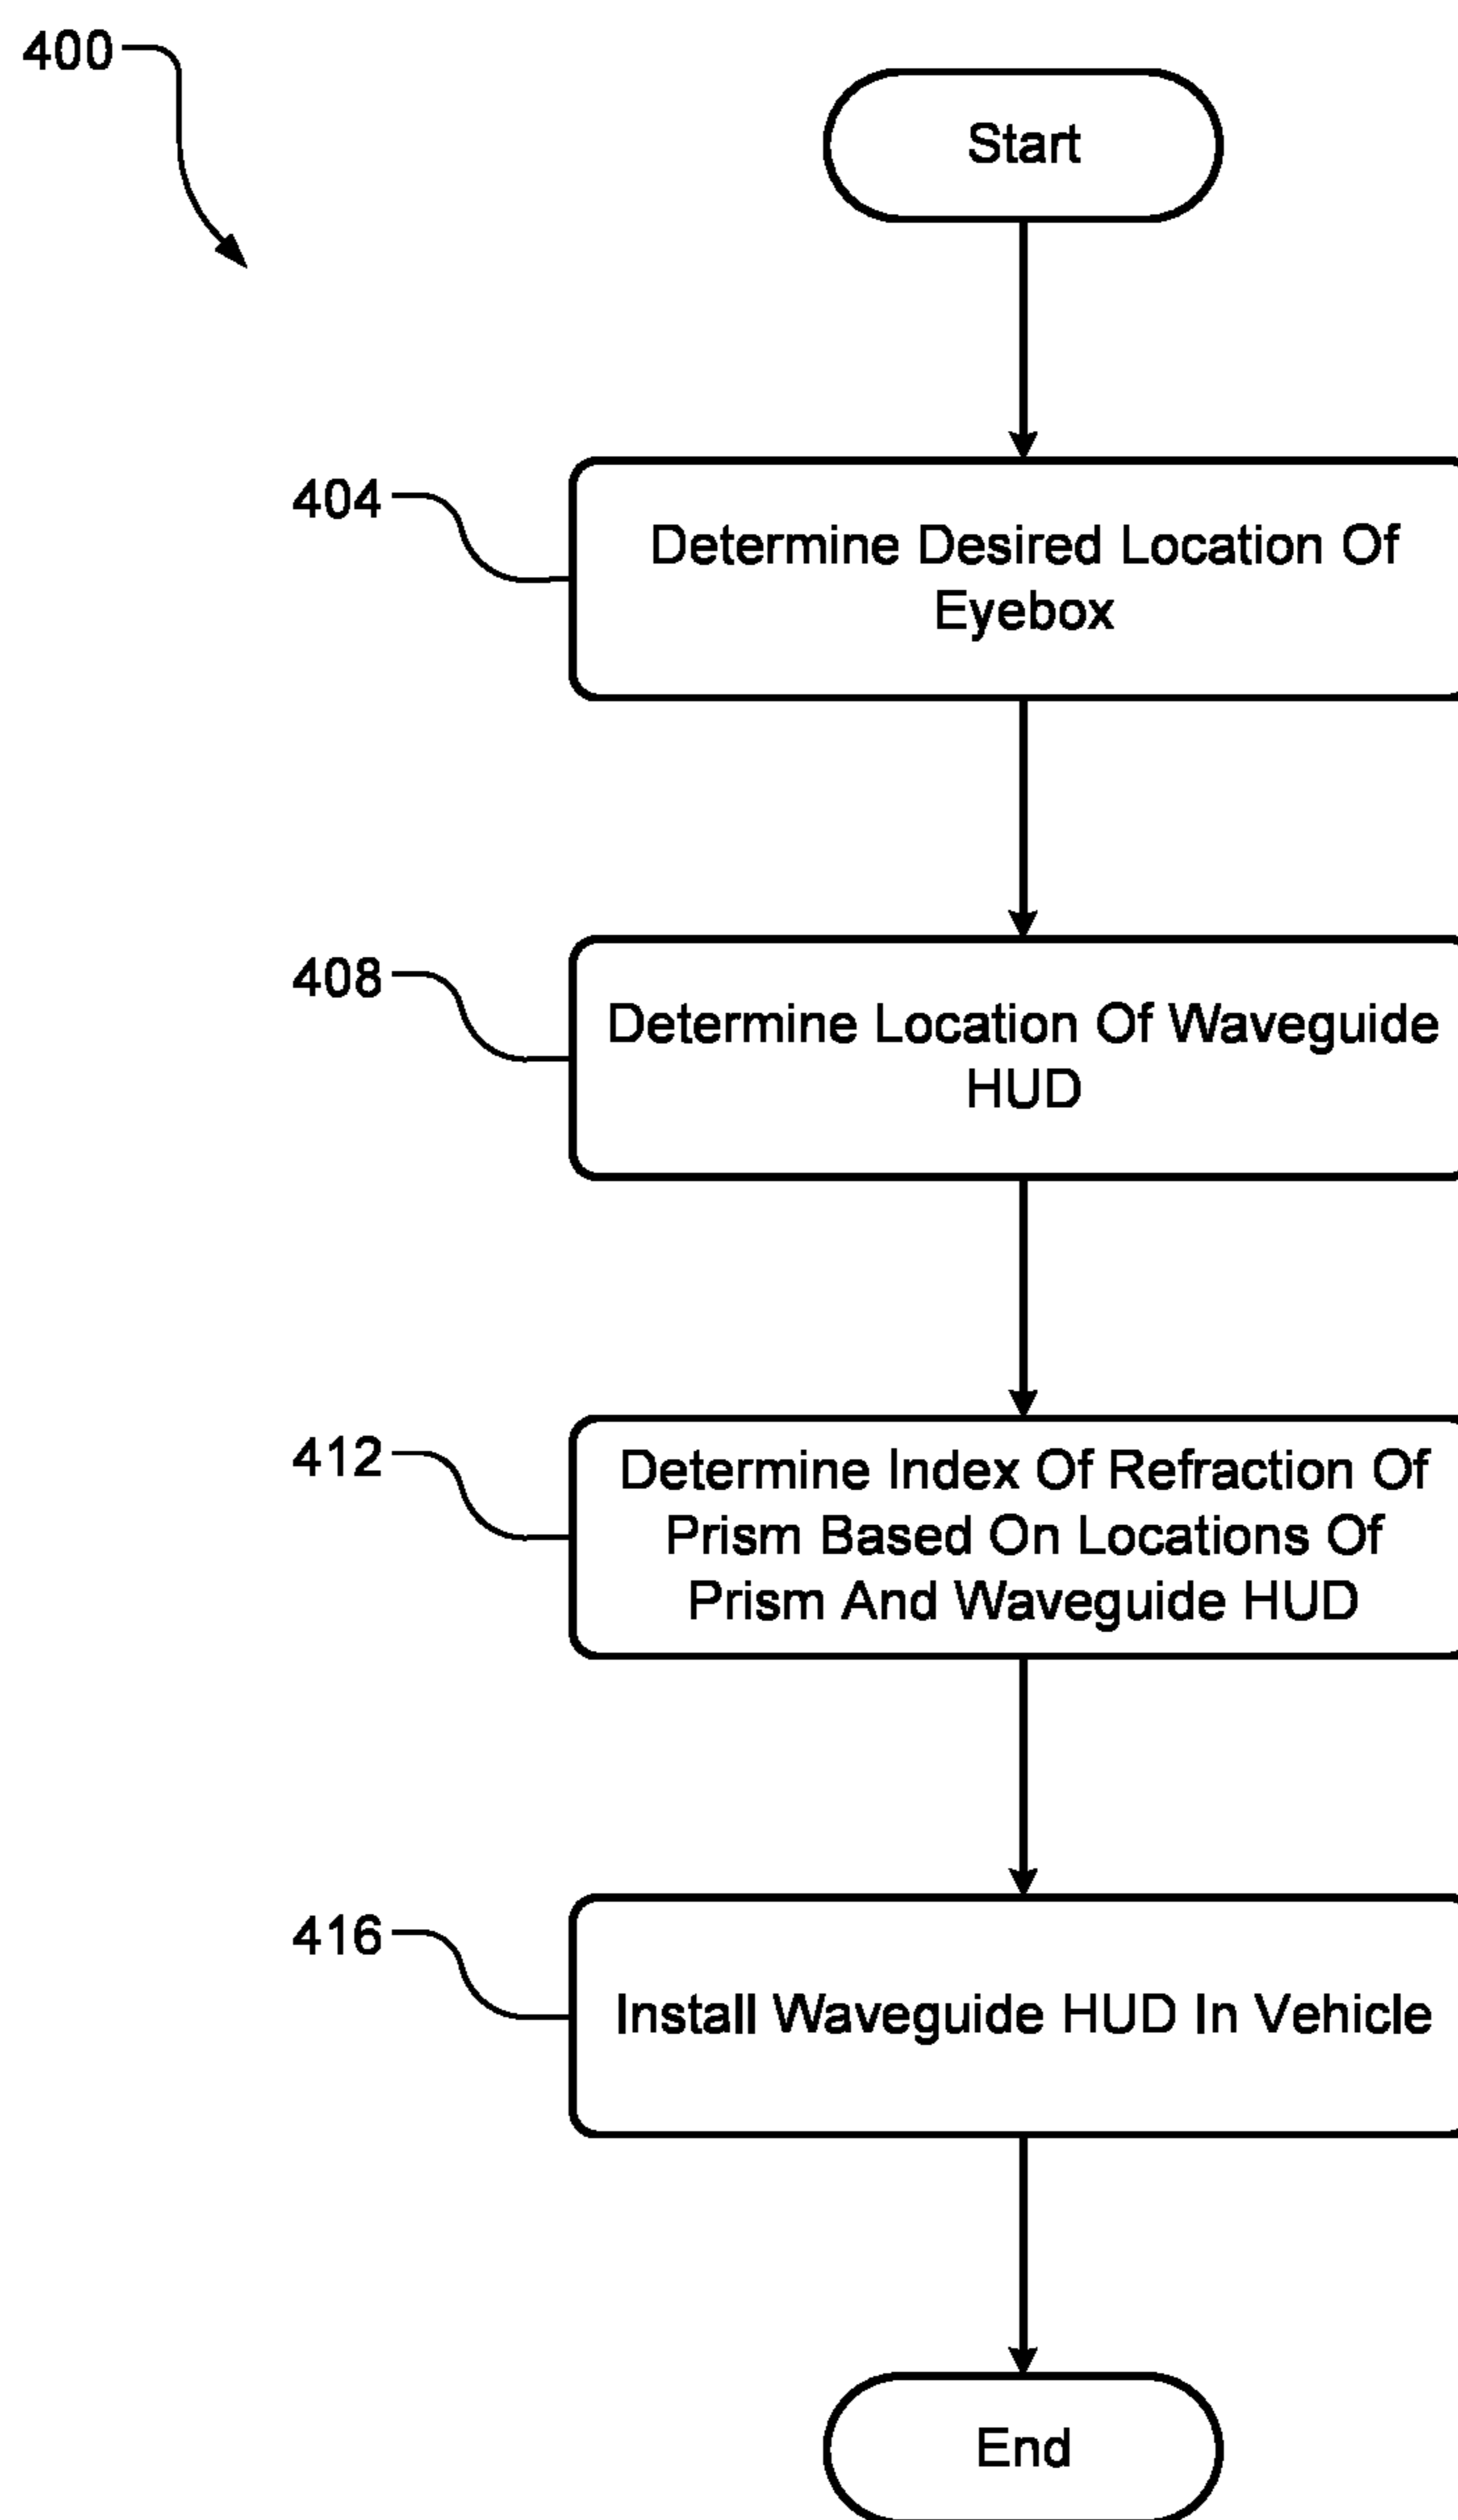 400
Start
404
Determine Desired Location Of
Eyebox
408
Determine Location Of Waveguide
HUD
412
Determine Index Of Refraction Of
Prism Based On Locations Of
Prism And Waveguide HUD
416
Install Waveguide HUD In Vehicle
End